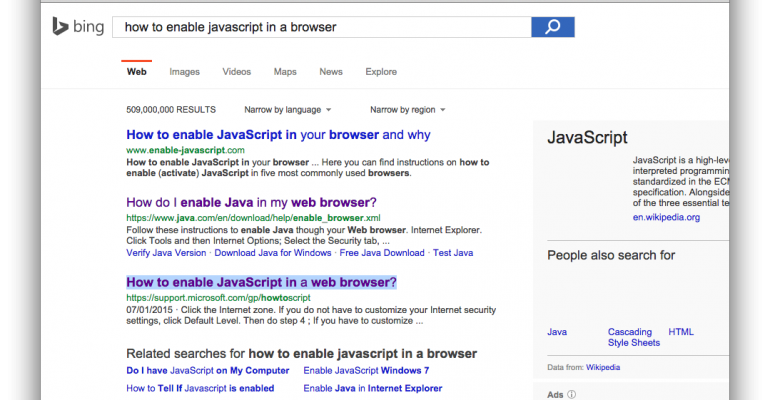 bing
how to enable javascript in a browser
Web Images Videos Maps News Explore
509,000,000 RESULTS Narrow by language Narrow by region
How to enable JavaScript in your browser and why
www.enable-javascript.com
How to enable JavaScript in your browser ... Here you can find instructions on how to
enable (activate) JavaScript in five most commonly used browsers.
How do I enable Java in my web browser?
https://www.java.com/en/download/help/enable_browser.xml
Follow these instructions to enable Java though your Web browser. Internet Explorer.
Click Tools and then Internet Options; Select the Security tab, ...
Verify Java Version · Download Java for Windows · Free Java Download · Test Java
How to enable JavaScript in a web browser?
https://support.microsoft.com/gp/howtoscript
07/01/2015 · Click the Internet zone. If you do not have to customize your Internet security
settings, click Default Level. Then do step 4 ; If you have to customize ...
Related searches for how to enable javascript in a browser
Do I have JavaScript on My Computer Enable JavaScript Windows 7
How to Tell If Javascript is enabled Enable Java in Internet Explorer
JavaScript
JavaScript is a high-leve
interpreted programmin
standardized in the ECM
specification. Alongside
of the three essential te
en.wikipedia.org
People also search for
Java Cascading Style Sheets HTML
Data from: Wikipedia
Ads